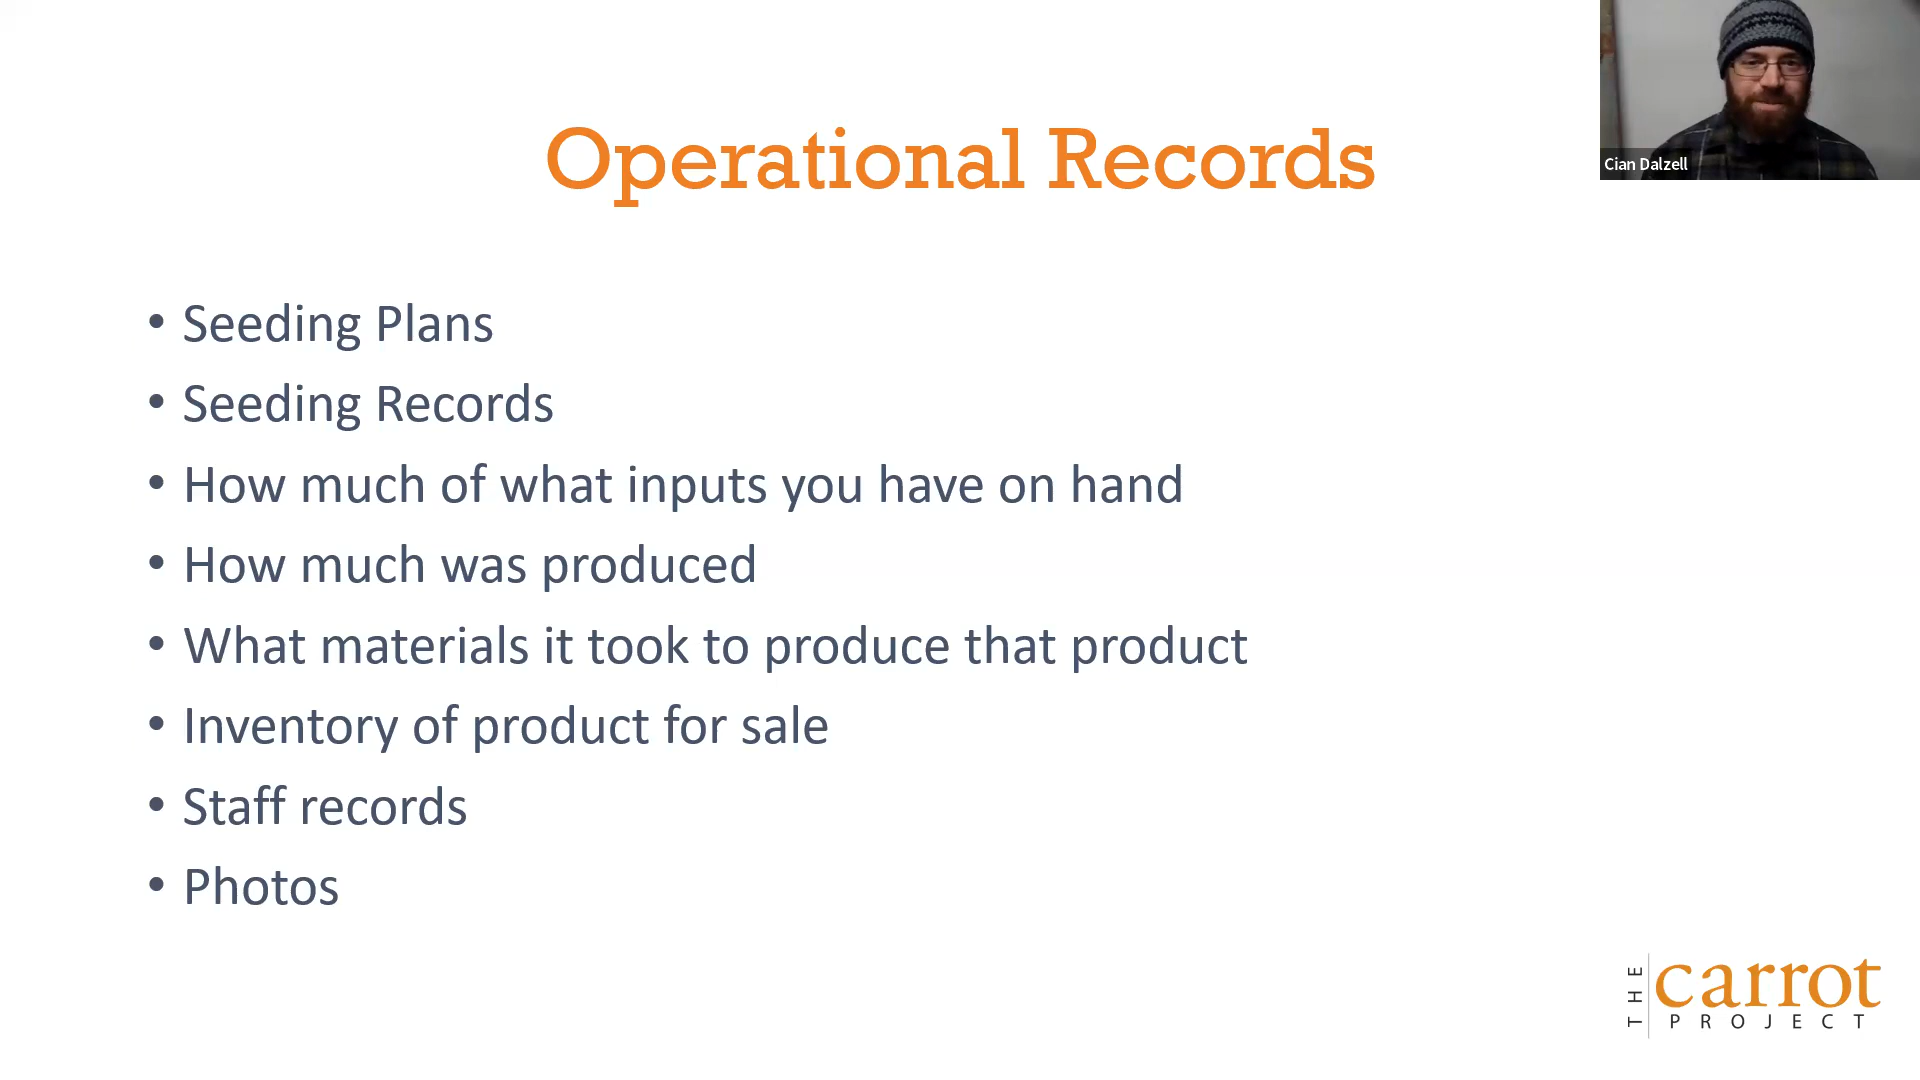 Operational Records
Cian Dalzell
• Seeding Plans
• Seeding Records
• How much of what inputs you have on hand
• How much was produced
• What materials it took to produce that product
• Inventory of product for sale
• Staff records
• Photos
THE
carrot
PROJECT